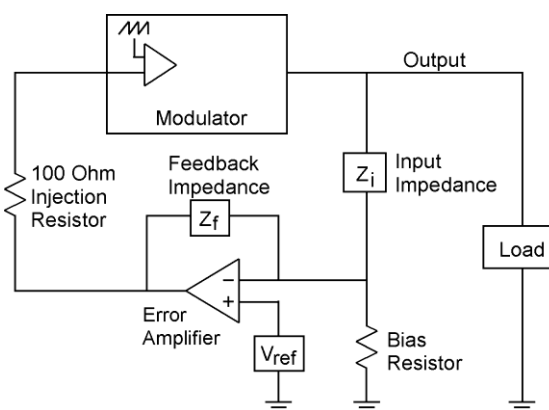 Modulator
Output
100 Ohm
Injection
Resistor
Feedback
Impedance
Zf
Zi
Input
Impedance
Load
Error
Amplifier
−
+
Vref
Bias
Resistor